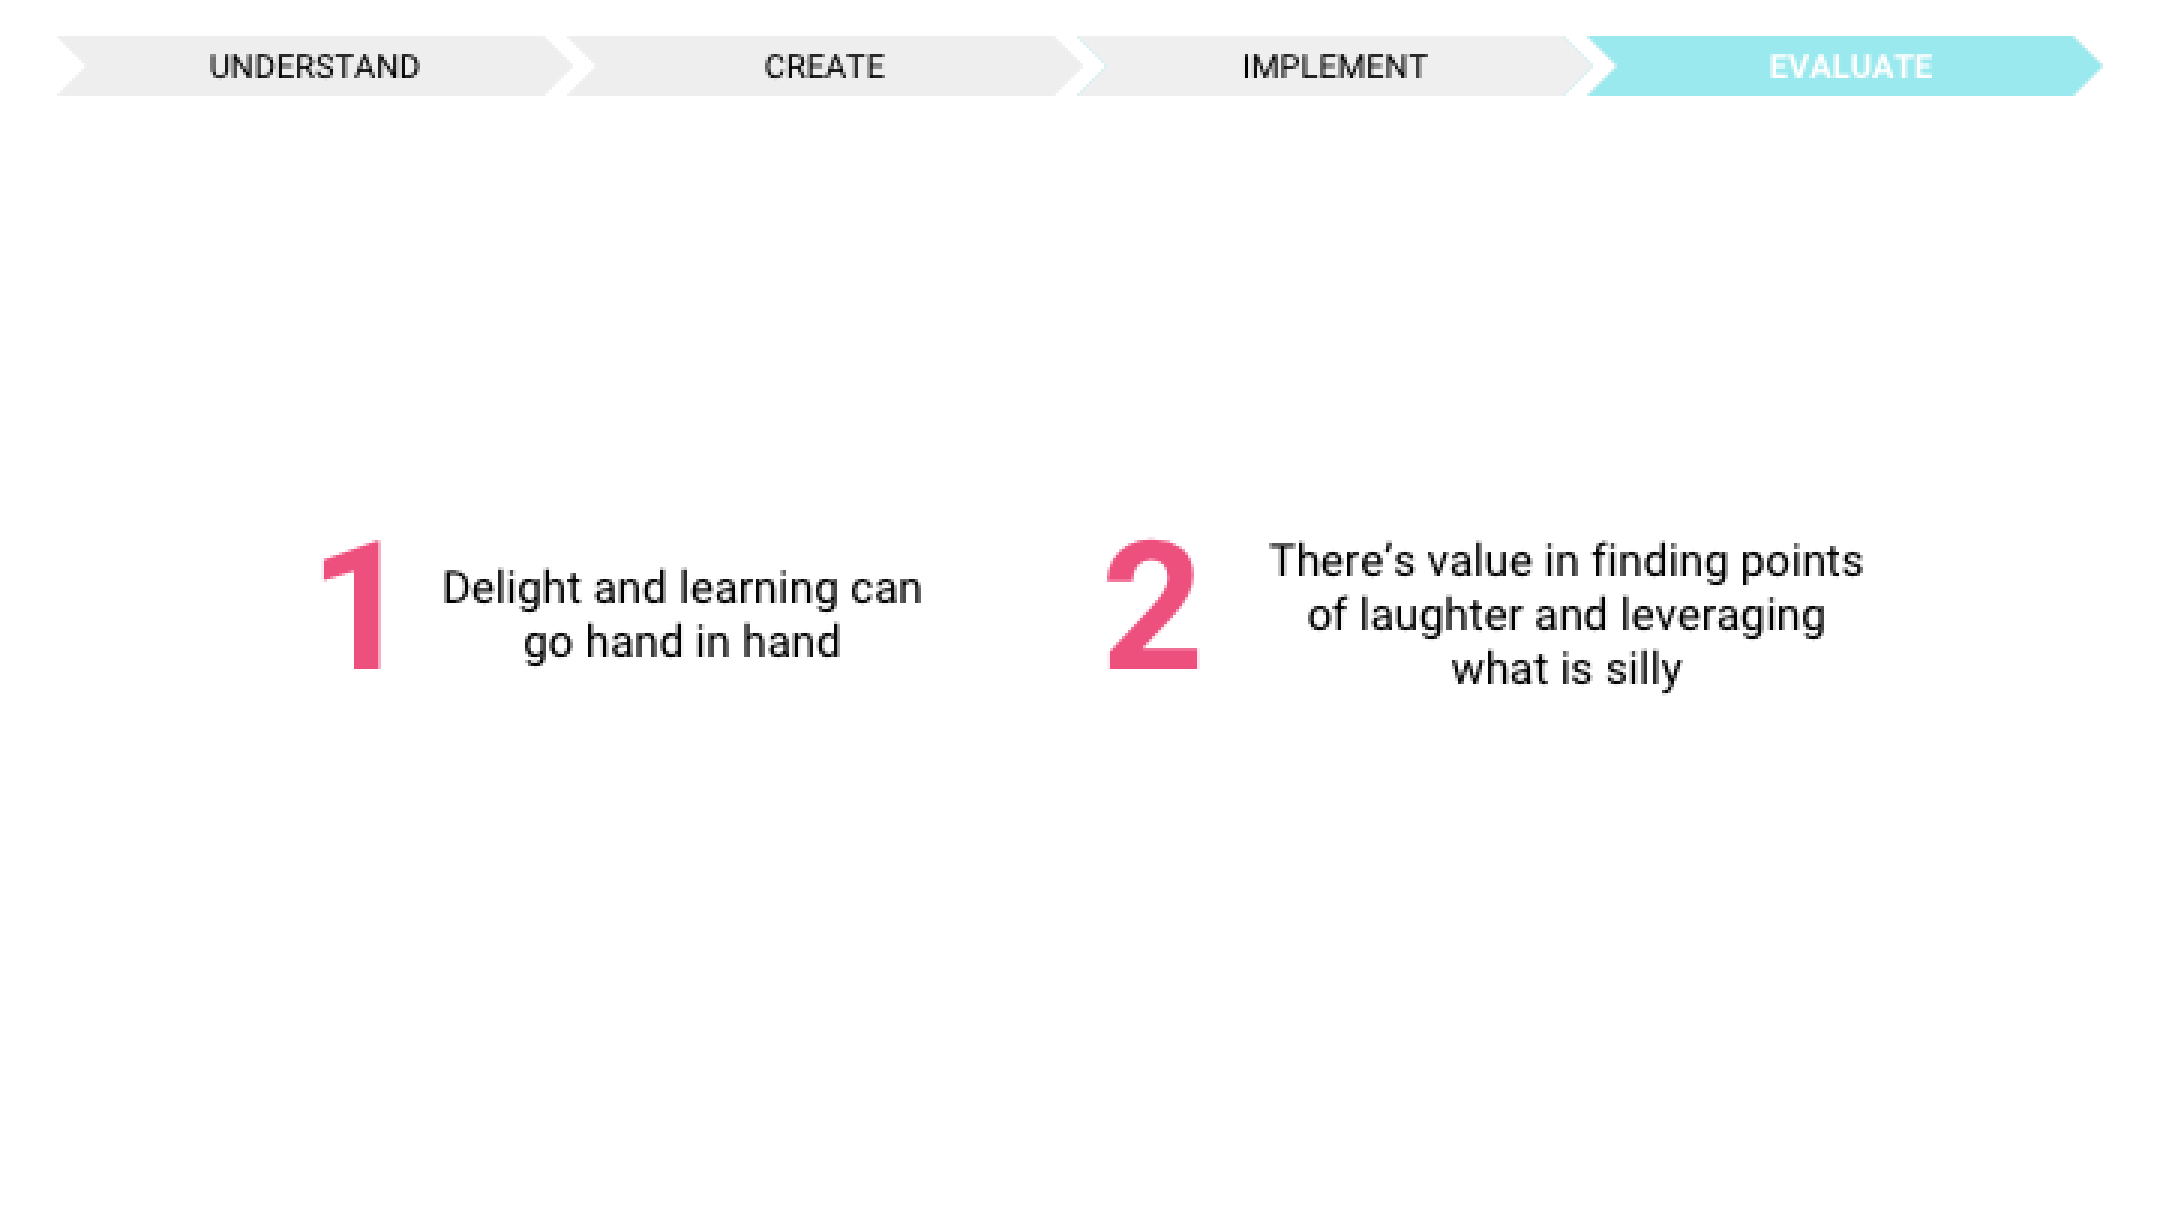 UNDERSTAND
CREATE
IMPLEMENT
EVALUATE
1
Delight and learning can
go hand in hand
2
There’s value in finding points
of laughter and leveraging
what is silly